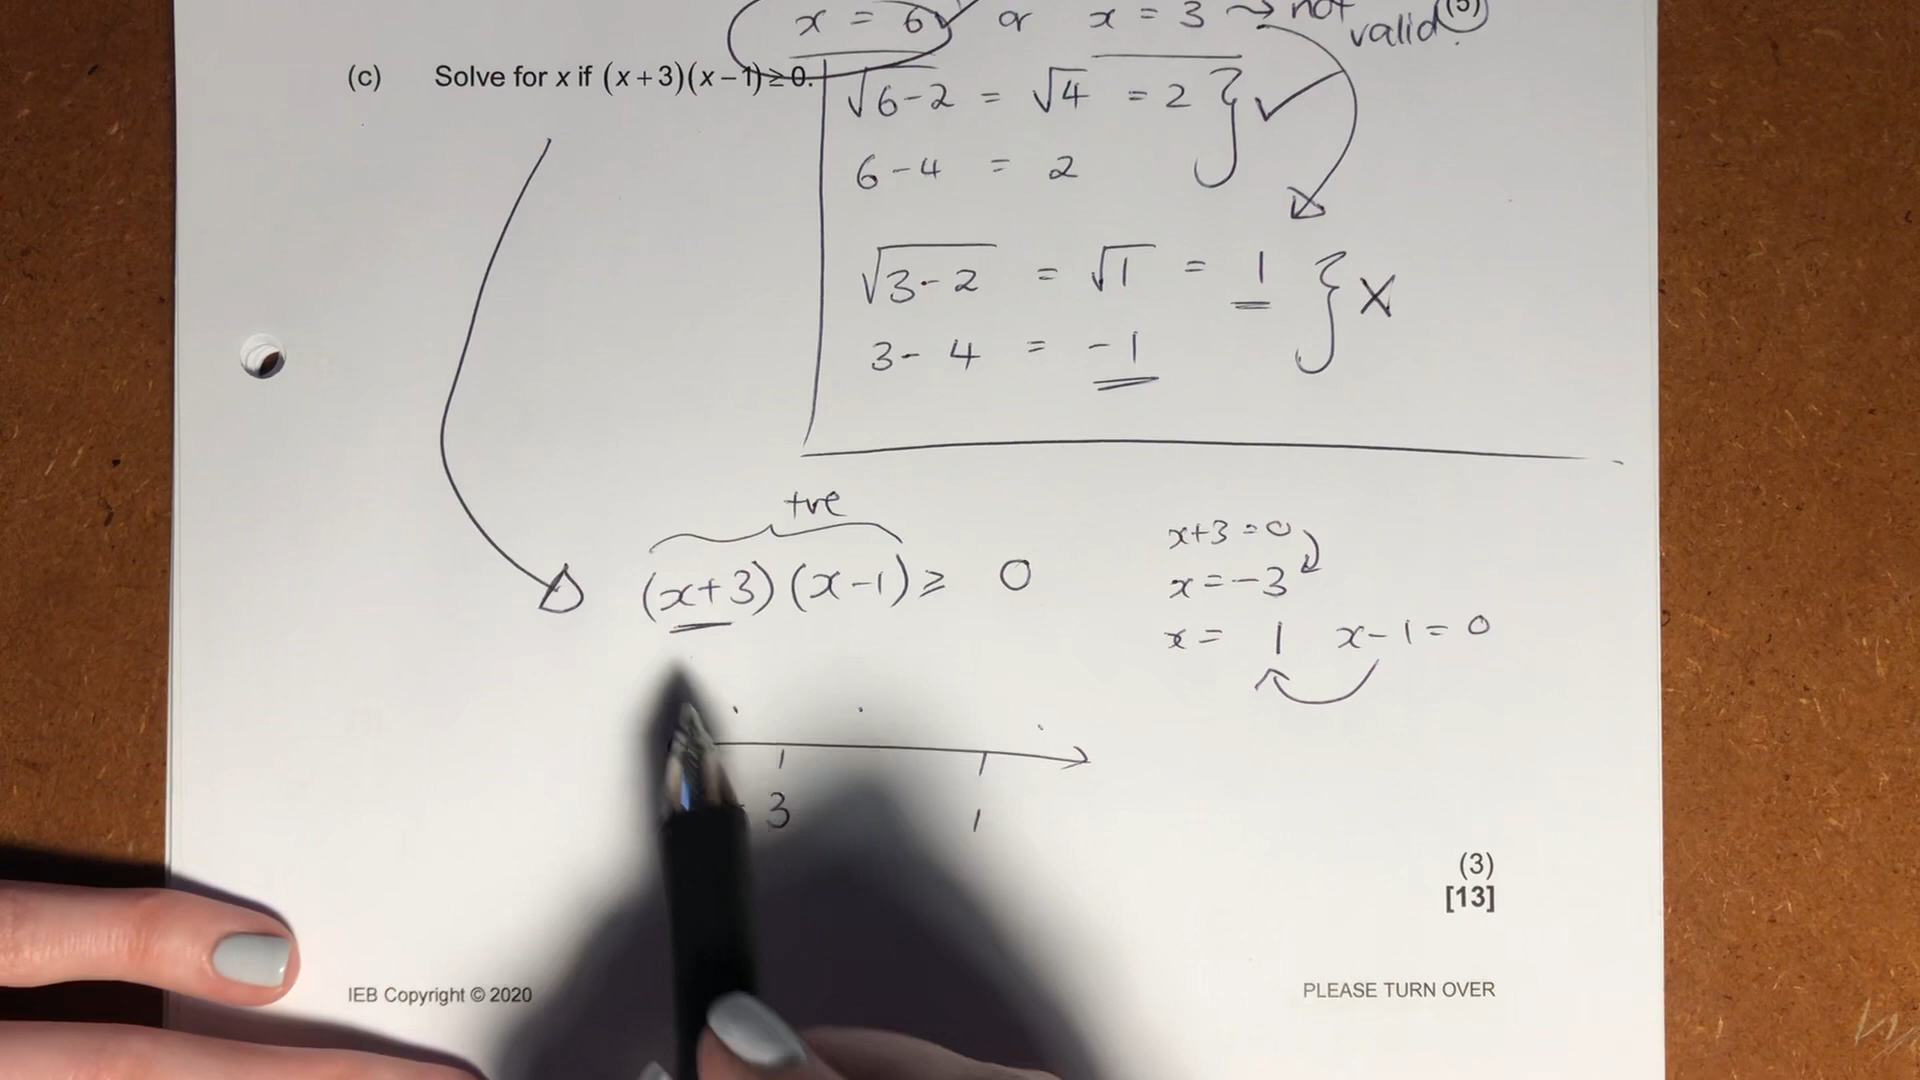 x = 6 ✓ or x = 3 → not valid. (5)
(c) Solve for x if (x+3)(x−1)≥0.
√6-2 = √4 = 2 } ✓
6-4 = 2
√3-2 = √1 = 1 } X
3-4 = -1
+ve
(x+3)(x-1) ≥ 0
x+3=0
x=-3
x= 1 x-1=0
-3 1
(3)
[13]
IEB Copyright © 2020
PLEASE TURN OVER